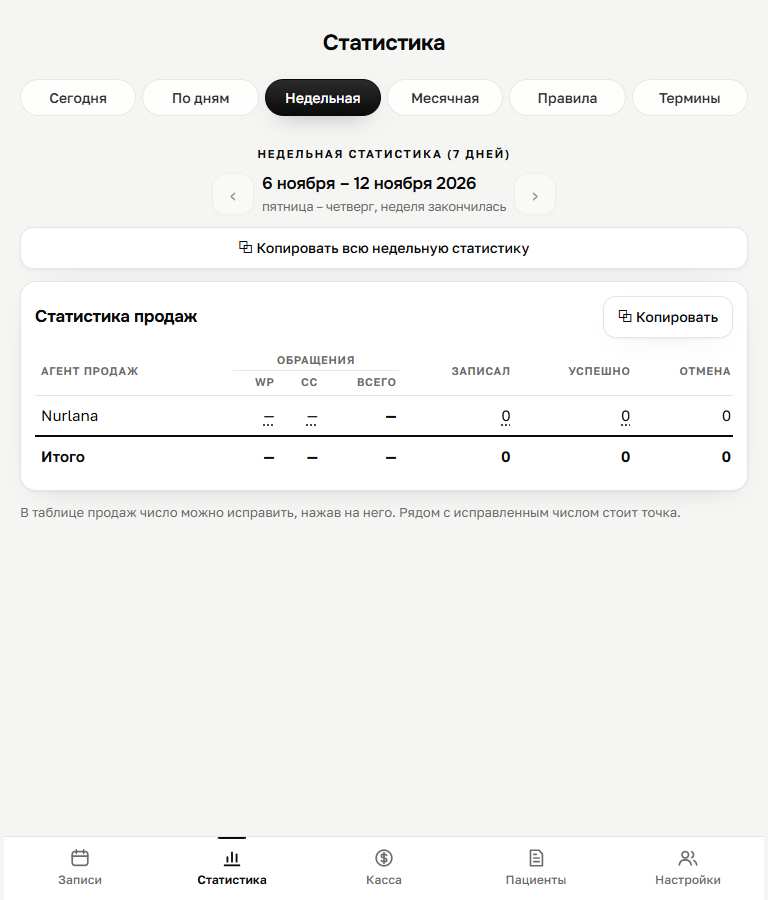 Статистика
Сегодня По дням Недельная Месячная Правила Термины
НЕДЕЛЬНАЯ СТАТИСТИКА (7 ДНЕЙ)
‹ 6 ноября – 12 ноября 2026 ›
пятница – четверг, неделя закончилась
Копировать всю недельную статистику
Статистика продаж Копировать
АГЕНТ ПРОДАЖ ОБРАЩЕНИЯ ЗАПИСАЛ УСПЕШНО ОТМЕНА
WP CC ВСЕГО
Nurlana — — — 0 0 0
Итого — — — 0 0 0
В таблице продаж число можно исправить, нажав на него. Рядом с исправленным числом стоит точка.
Записи Статистика Касса Пациенты Настройки